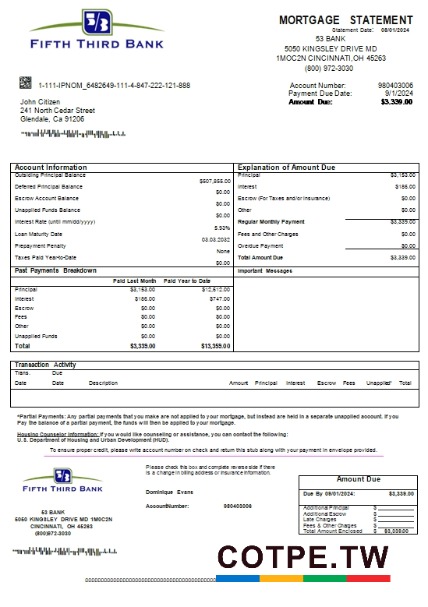 FIFTH THIRD BANK
MORTGAGE STATEMENT
Statement Date: 08/01/2024
53 BANK
5050 KINGSLEY DRIVE MD
1MOC2N CINCINNATI,OH 45263
(800) 972-3030
1-111-IPNOM_6482649-111-4-847-222-121-888
Account Number: 980403006
Payment Due Date: 9/1/2024
Amount Due: $3,339.00
John Citizen
241 North Cedar Street
Glendale, Ca 91206
Account Information
Outstanding Principal Balance $507,855.00
Deferred Principal Balance $0.00
Escrow Account Balance $0.00
Unapplied Funds Balance $0.00
Interest Rate (until mm/dd/yyyy) 5.93%
Loan Maturity Date 03.03.2032
Prepayment Penalty None
Taxes Paid Year-to-Date $0.00
Explanation of Amount Due
Principal $3,153.00
Interest $186.00
Escrow (For Taxes and/or Insurance) $0.00
Other $0.00
Regular Monthly Payment $3,339.00
Fees and Other Charges $0.00
Overdue Payment $0.00
Total Amount Due $3,339.00
Past Payments Breakdown
Paid Last Month Paid Year to Date
Principal $3,153.00 $12,612.00
Interest $186.00 $747.00
Escrow $0.00 $0.00
Fees $0.00 $0.00
Other $0.00 $0.00
Unapplied Funds $0.00 $0.00
Total $3,339.00 $13,355.00
Important Messages
Transaction Activity
Trans. Due
Date Date Description Amount Principal Interest Escrow Fees Unapplied* Total
*Partial Payments: Any partial payments that you make are not applied to your mortgage, but instead are held in a separate unapplied account. If you
Pay the balance of a partial payment, the funds will then be applied to your mortgage.
Housing Counselor Information: If you would like counseling or assistance, you can contact the following:
U.S. Department of Housing and Urban Development (HUD).
To ensure proper credit, please write account number on check and return this stub along with your payment in envelope provided.
FIFTH THIRD BANK
53 BANK
5050 KINGSLEY DRIVE MD 1MOC2N
CINCINNATI, OH 45263
(800)972-3030
Please check this box and complete reverse side if there
is a change in billing address or insurance information.
Dominique Evans
AccountNumber: 980403006
Amount Due
Due By 09/01/2024: $3,339.00
Additional Principal $
Additional Escrow $
Late Charges $
Fees & Other Charges $
Total Amount Enclosed
COTPE.TW